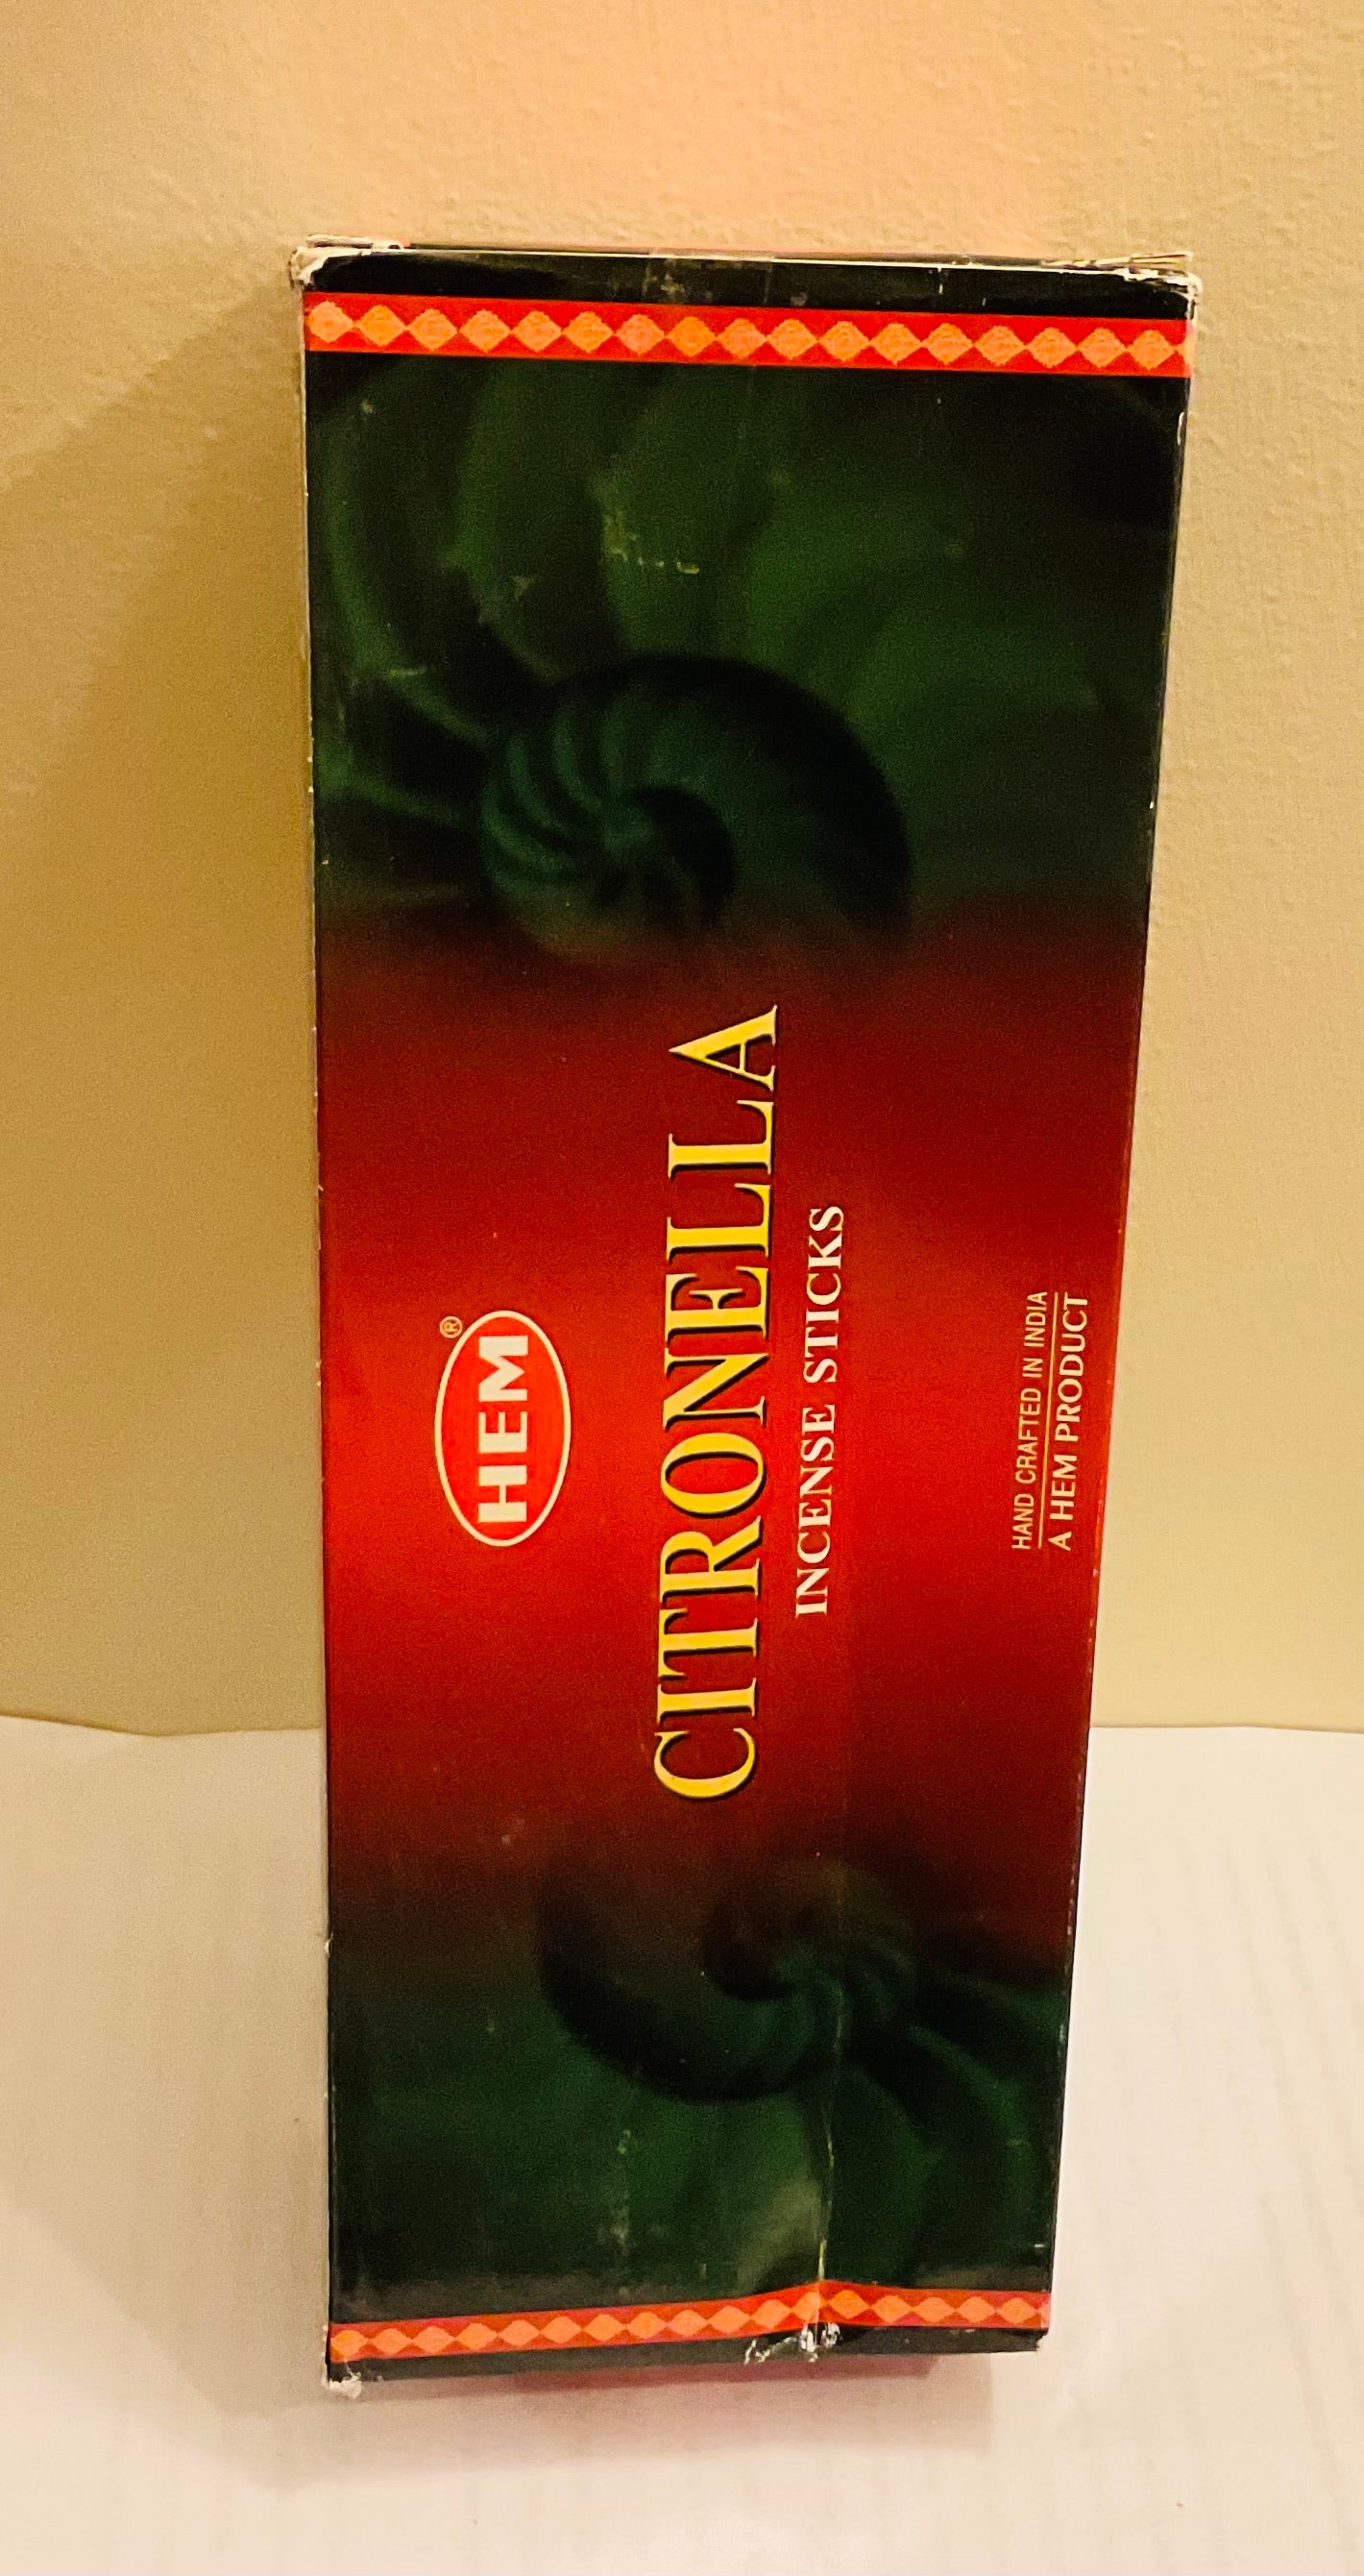 HEM®
CITRONELLA
INCENSE STICKS
HAND CRAFTED IN INDIA
A HEM PRODUCT